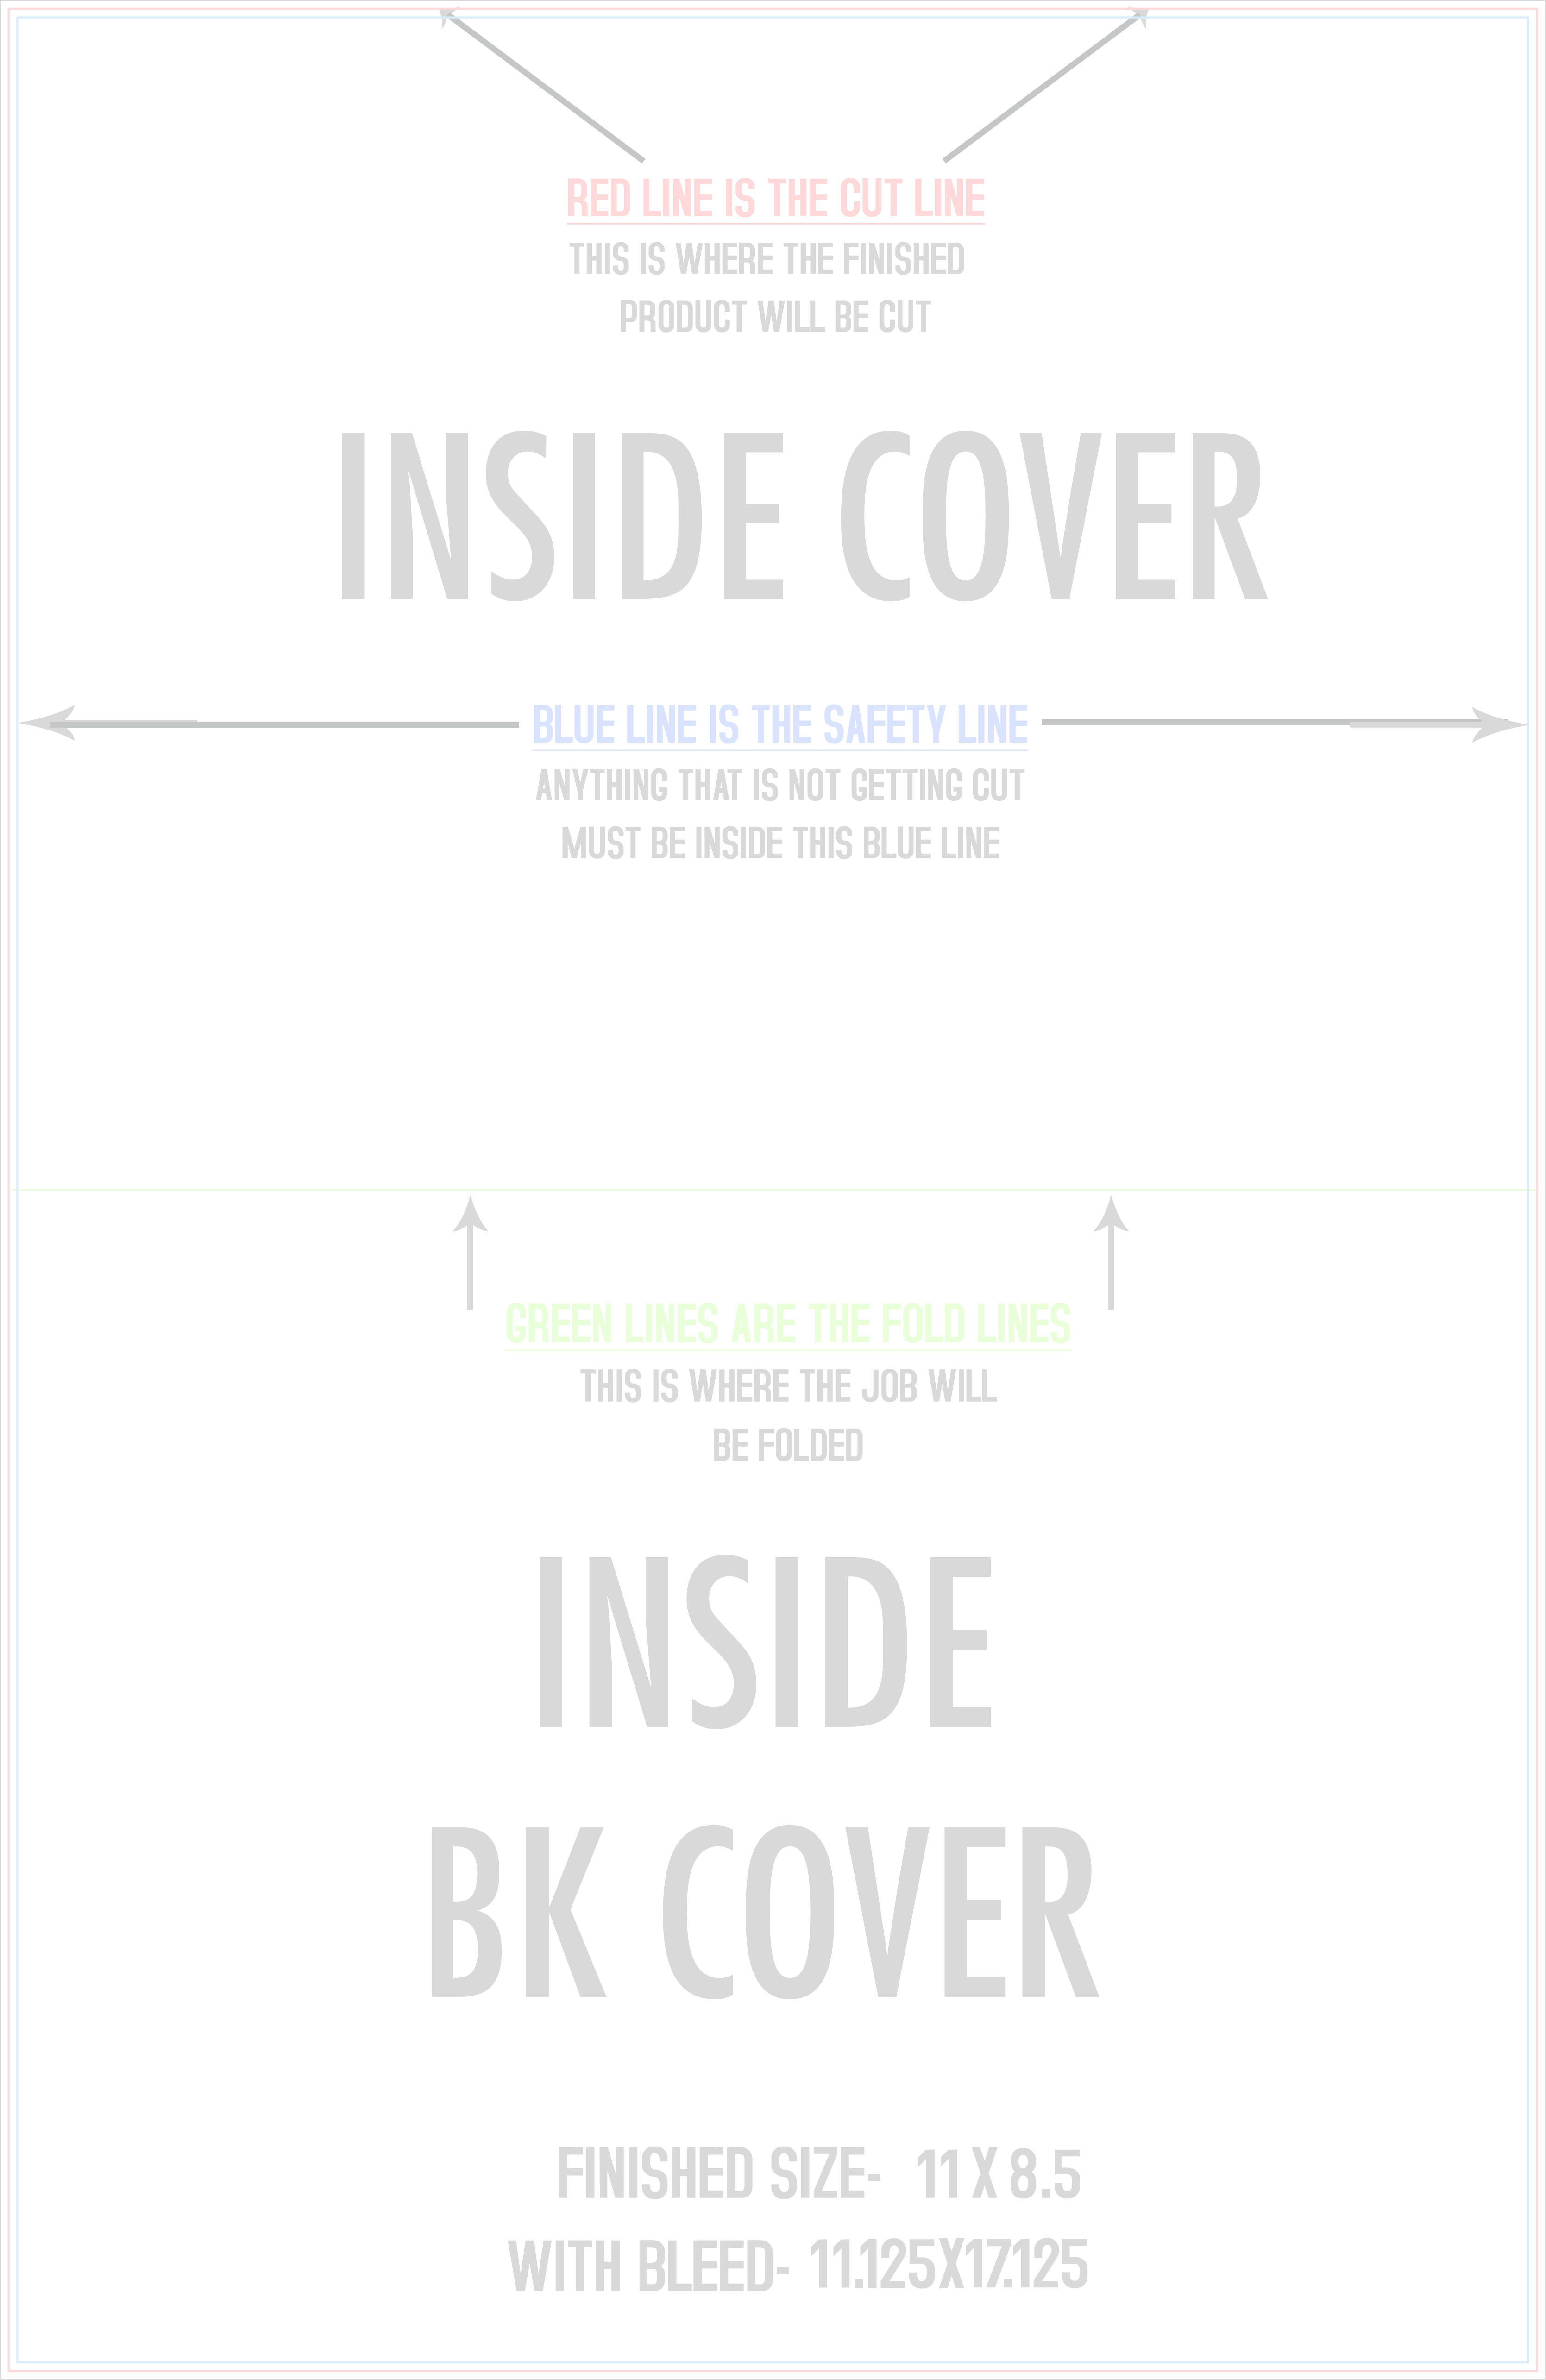 RED LINE IS THE CUT LINE
THIS IS WHERE THE FINISHED
PRODUCT WILL BE CUT
INSIDE COVER
BLUE LINE IS THE SAFETY LINE
ANYTHING THAT IS NOT GETTING CUT
MUST BE INSIDE THIS BLUE LINE
GREEN LINES ARE THE FOLD LINES
THIS IS WHERE THE JOB WILL
BE FOLDED
INSIDE
BK COVER
FINISHED SIZE- 11 X 8.5
WITH BLEED- 11.125X17.125